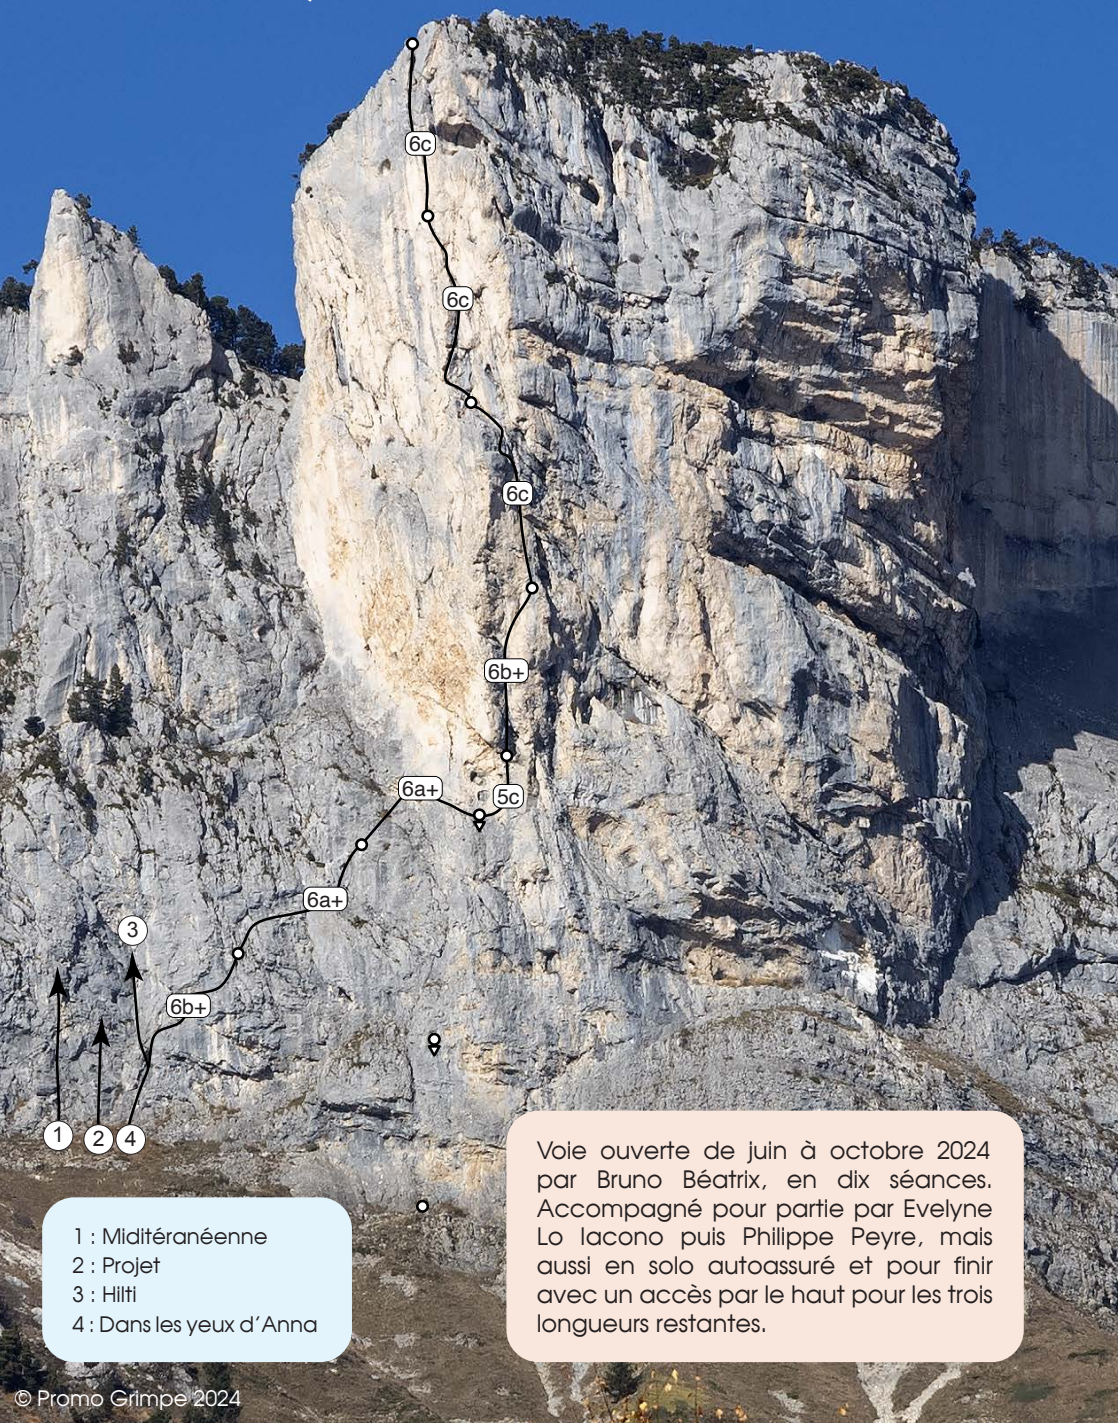 6c
6c
6c
6b+
5c
6a+
6a+
6b+
3
1
2
4
Voie ouverte de juin à octobre 2024
par Bruno Béatrix, en dix séances.
Accompagné pour partie par Evelyne
Lo Iacono puis Philippe Peyre, mais
aussi en solo autoassuré et pour finir
avec un accès par le haut pour les trois
longueurs restantes.
1 : Miditéranéenne
2 : Projet
3 : Hilti
4 : Dans les yeux d'Anna
© Promo Grimpe 2024